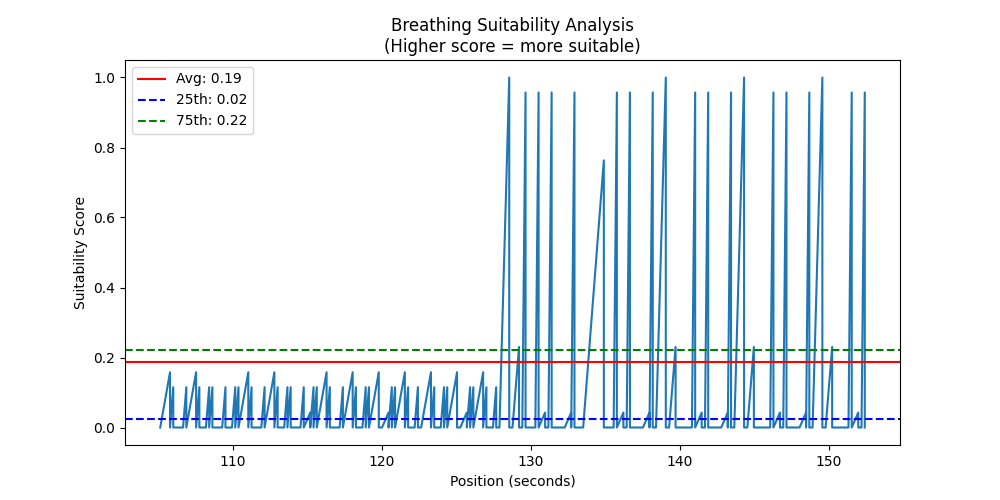 Breathing Suitability Analysis
(Higher score = more suitable)
Avg: 0.19
25th: 0.02
75th: 0.22
1.0
0.8
0.6
0.4
0.2
0.0
Suitability Score
110
120
130
140
150
Position (seconds)